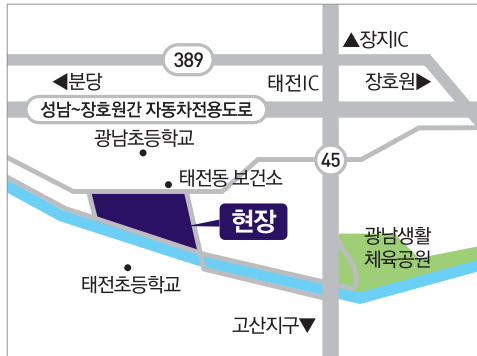 ▲장지IC
389
◀분당
태전IC
장호원▶
성남~장호원간 자동차전용도로
광남초등학교
45
태전동 보건소
현장
광남생활
체육공원
태전초등학교
고산지구▼